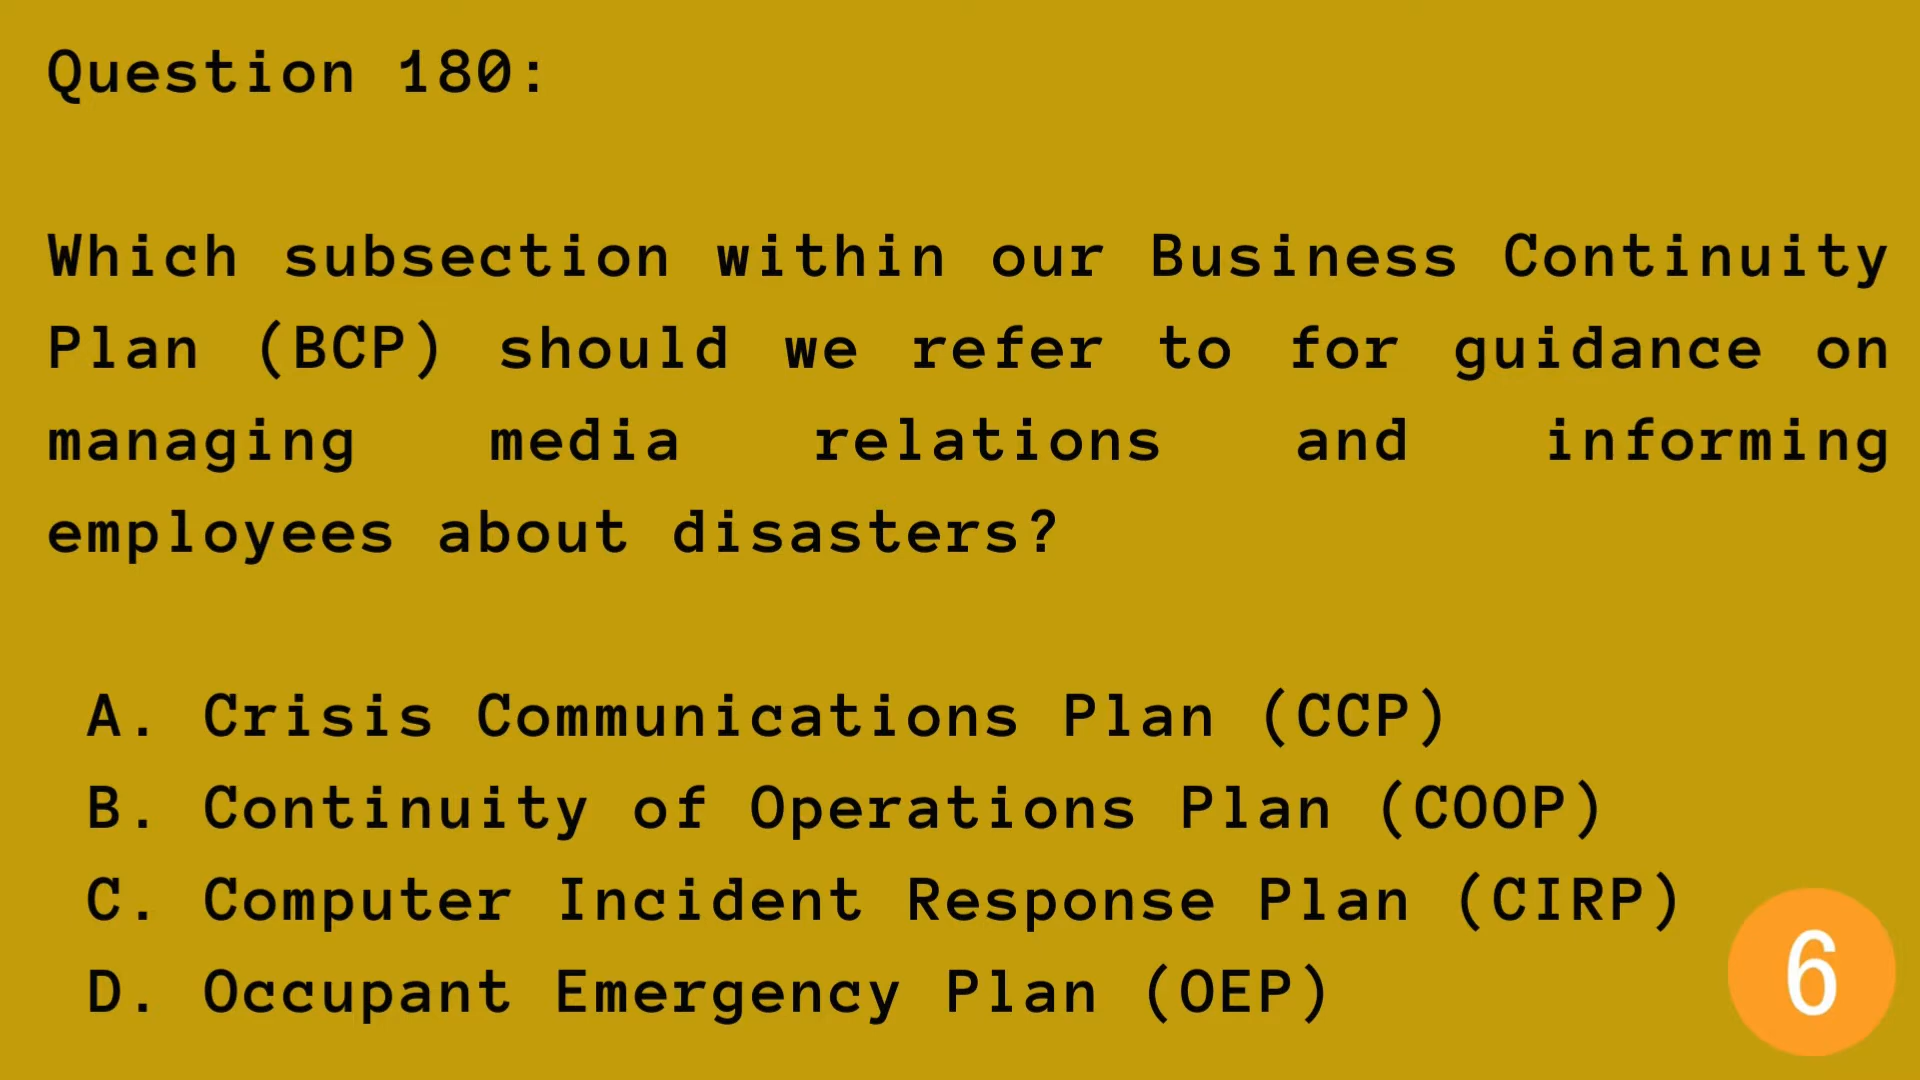 Question 180:
Which subsection within our Business Continuity
Plan (BCP) should we refer to for guidance on
managing media relations and informing
employees about disasters?
A. Crisis Communications Plan (CCP)
B. Continuity of Operations Plan (COOP)
C. Computer Incident Response Plan (CIRP)
D. Occupant Emergency Plan (OEP)
6